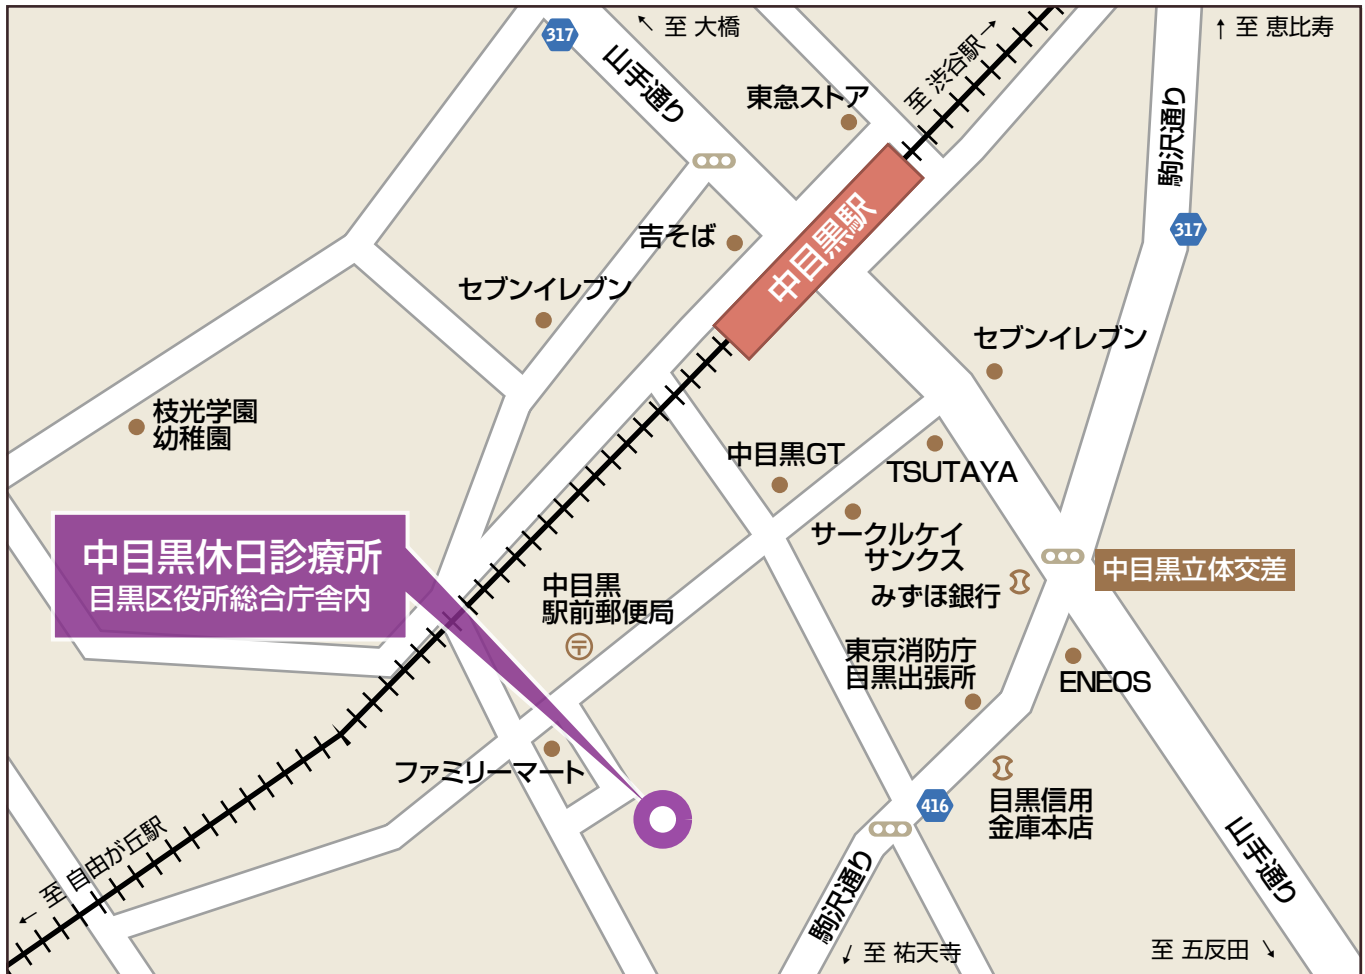 317
↖ 至 大橋
山手通り
東急ストア
至 渋谷駅→
↑ 至 恵比寿
駒沢通り
317
吉そば
中目黒駅
セブンイレブン
セブンイレブン
枝光学園
幼稚園
中目黒GT
TSUTAYA
サークルケイ
サンクス
みずほ銀行
中目黒立体交差
中目黒休日診療所
目黒区役所総合庁舎内
中目黒
駅前郵便局
〒
東京消防庁
目黒出張所
ENEOS
ファミリーマート
416
目黒信用
金庫本店
山手通り
← 至 自由が丘駅
駒沢通り
↓ 至 祐天寺
至 五反田 ↘